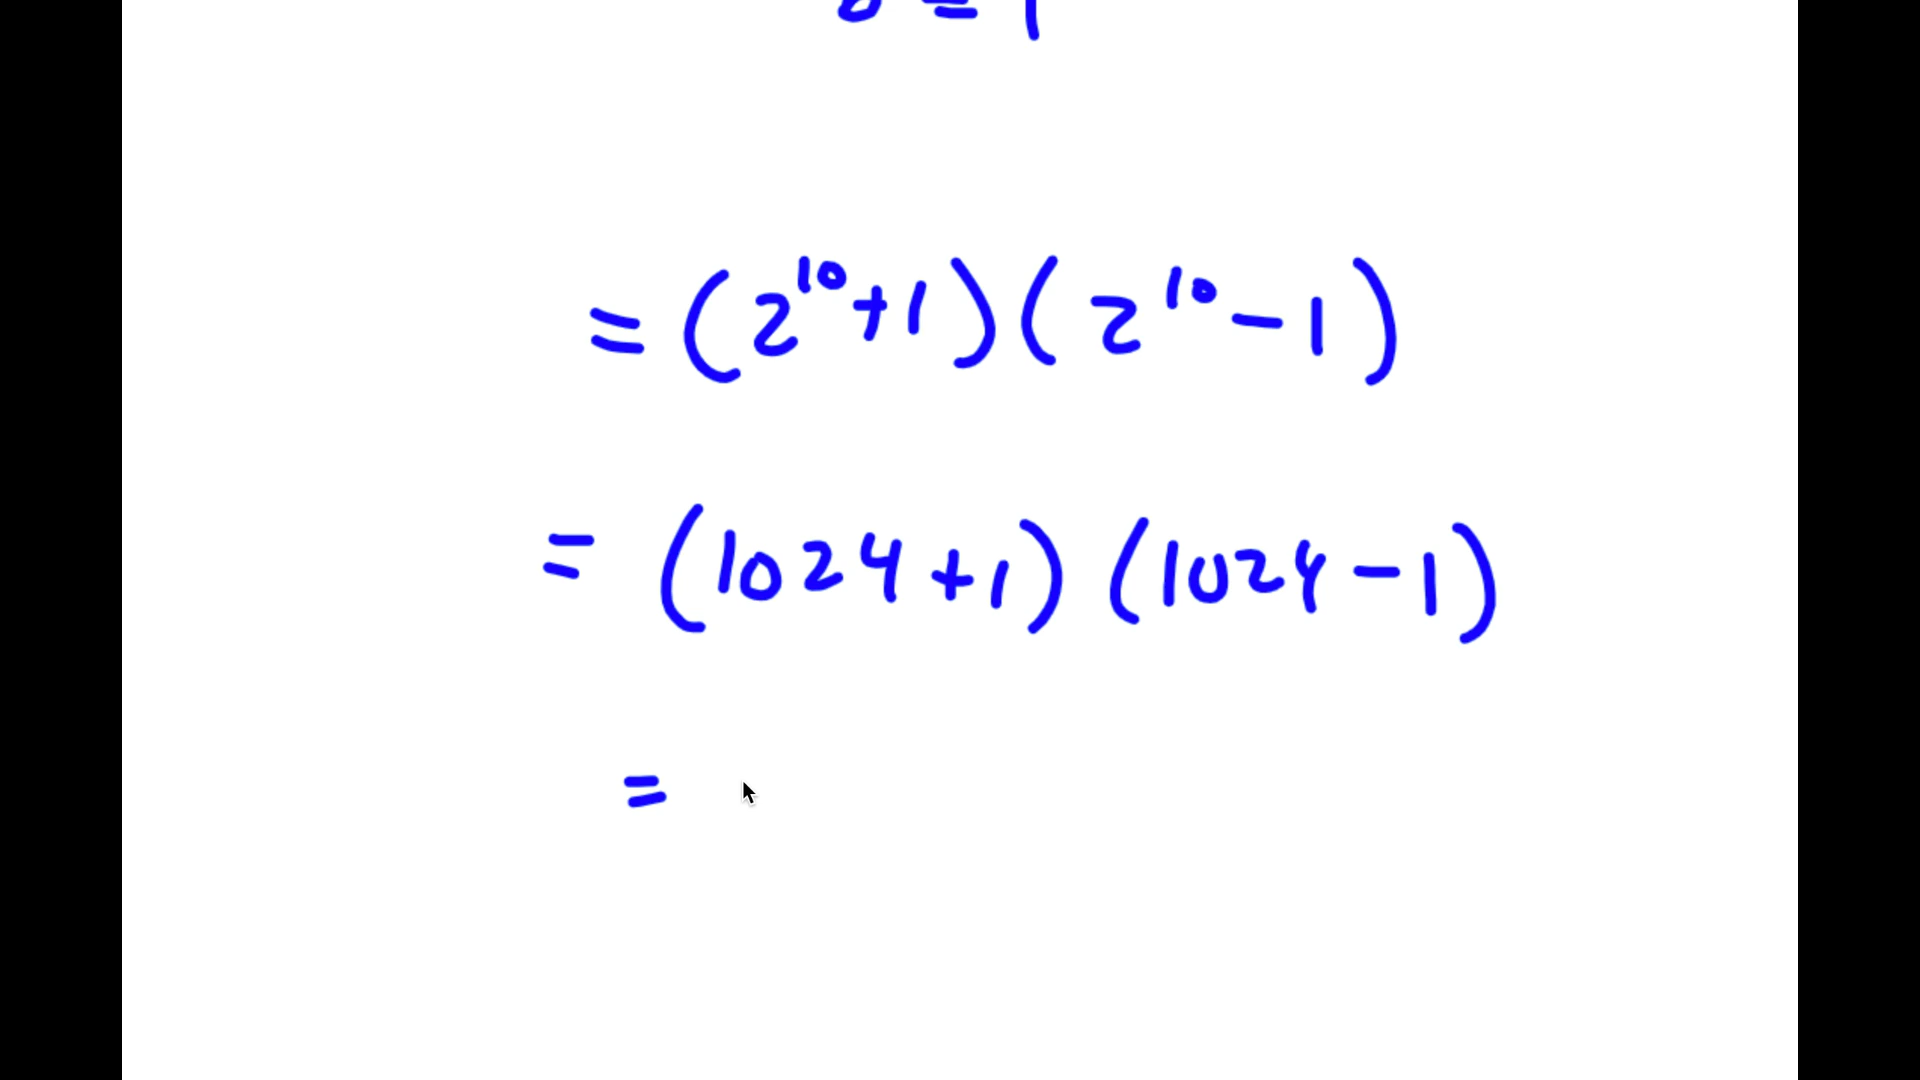 = (2¹⁰+1)(2¹⁰-1)
= (1024+1)(1024-1)
=